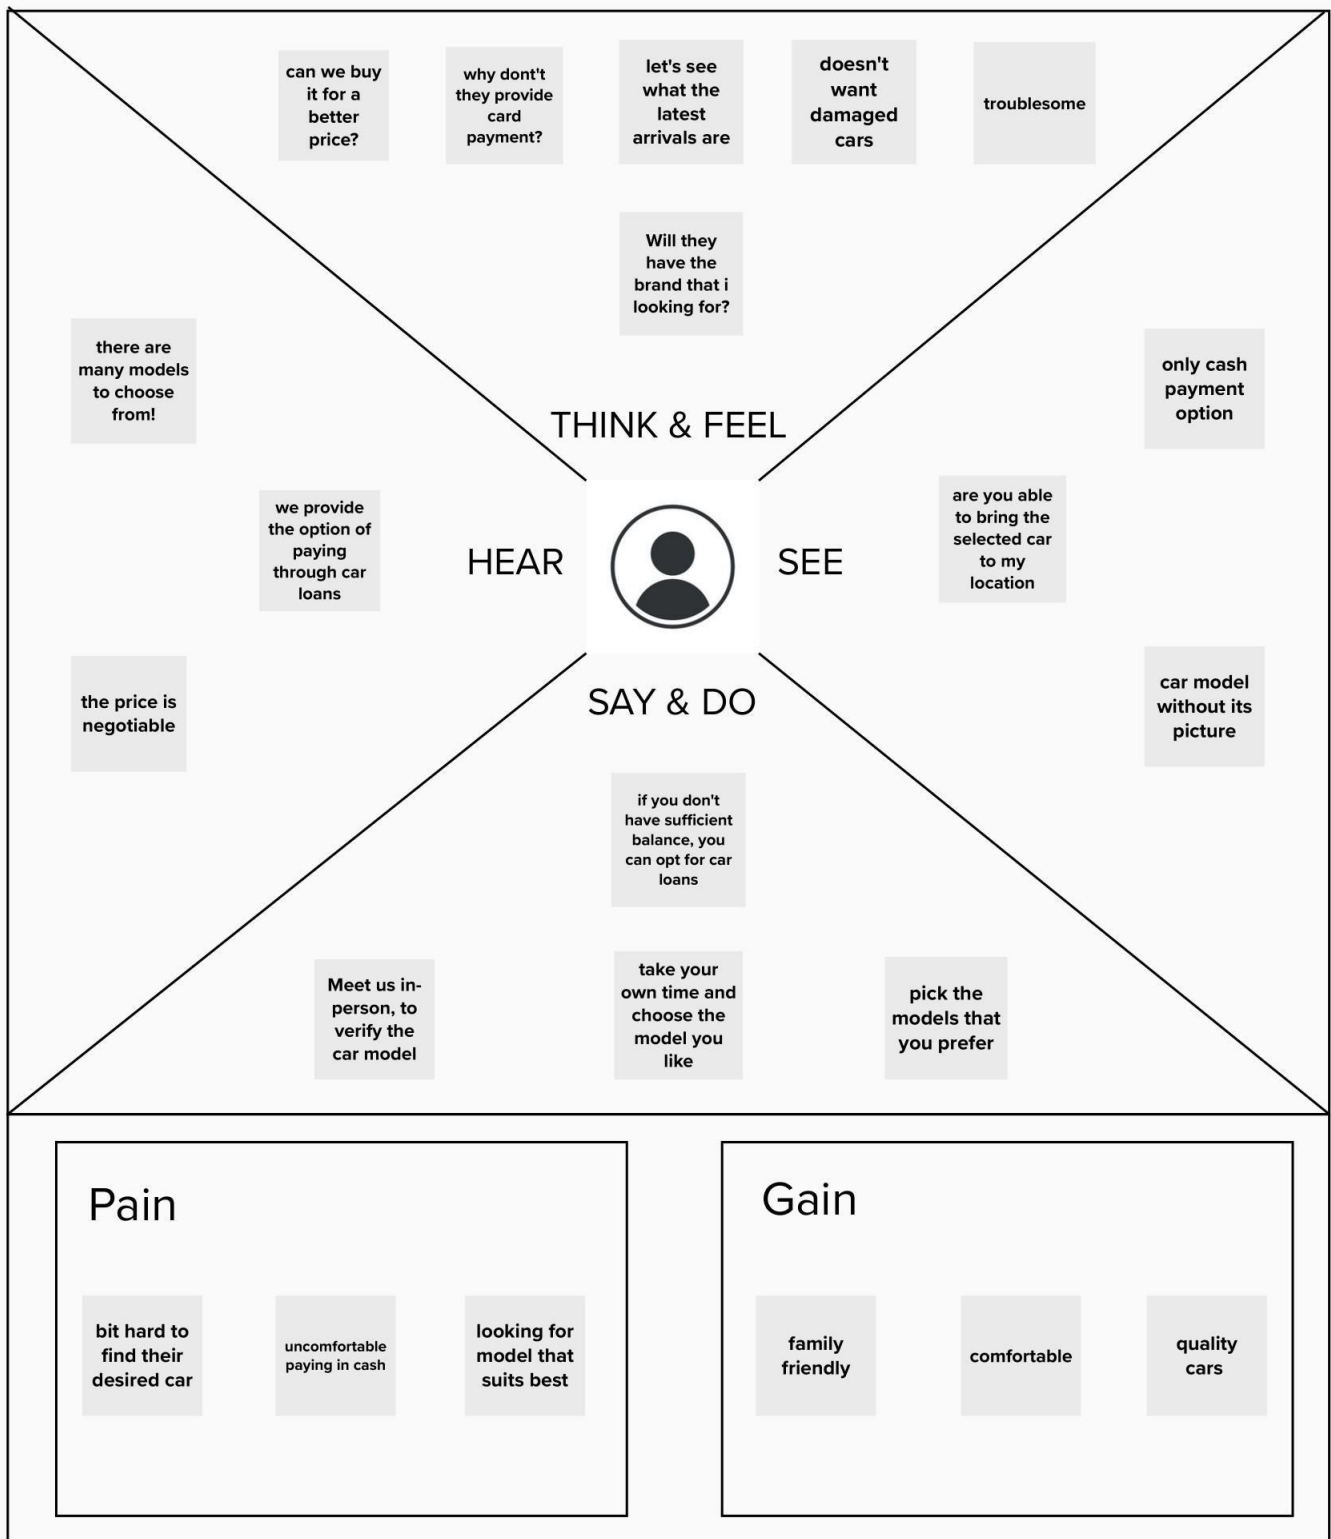 can we buy
it for a
better
price?
why dont't
they provide
card
payment?
let's see
what the
latest
arrivals are
doesn't
want
damaged
cars
troublesome
Will they
have the
brand that i
looking for?
THINK & FEEL
there are
many models
to choose
from!
we provide
the option of
paying
through car
loans
the price is
negotiable
HEAR
SEE
only cash
payment
option
are you able
to bring the
selected car
to my
location
car model
without its
picture
SAY & DO
if you don't
have sufficient
balance, you
can opt for car
loans
Meet us in-
person, to
verify the
car model
take your
own time and
choose the
model you
like
pick the
models that
you prefer
Pain
bit hard to
find their
desired car
uncomfortable
paying in cash
looking for
model that
suits best
Gain
family
friendly
comfortable
quality
cars